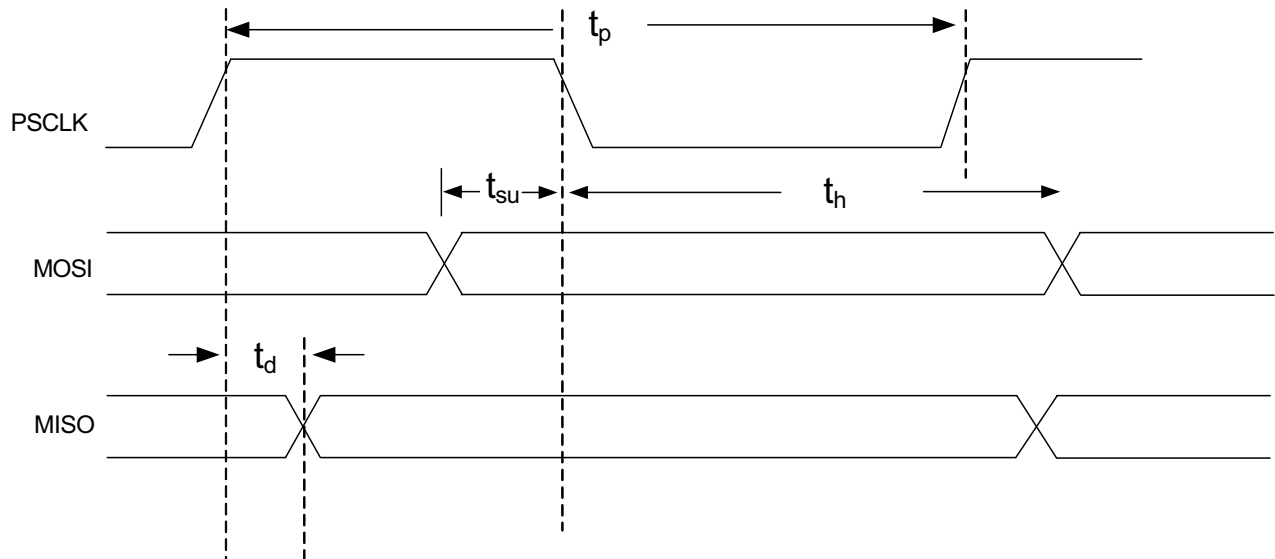 tp
PSCLK
tsu
th
MOSI
td
MISO